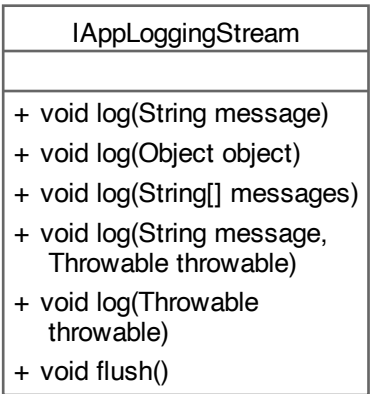 IAppLoggingStream
+ void log(String message)
+ void log(Object object)
+ void log(String[] messages)
+ void log(String message,
Throwable throwable)
+ void log(Throwable
throwable)
+ void flush()